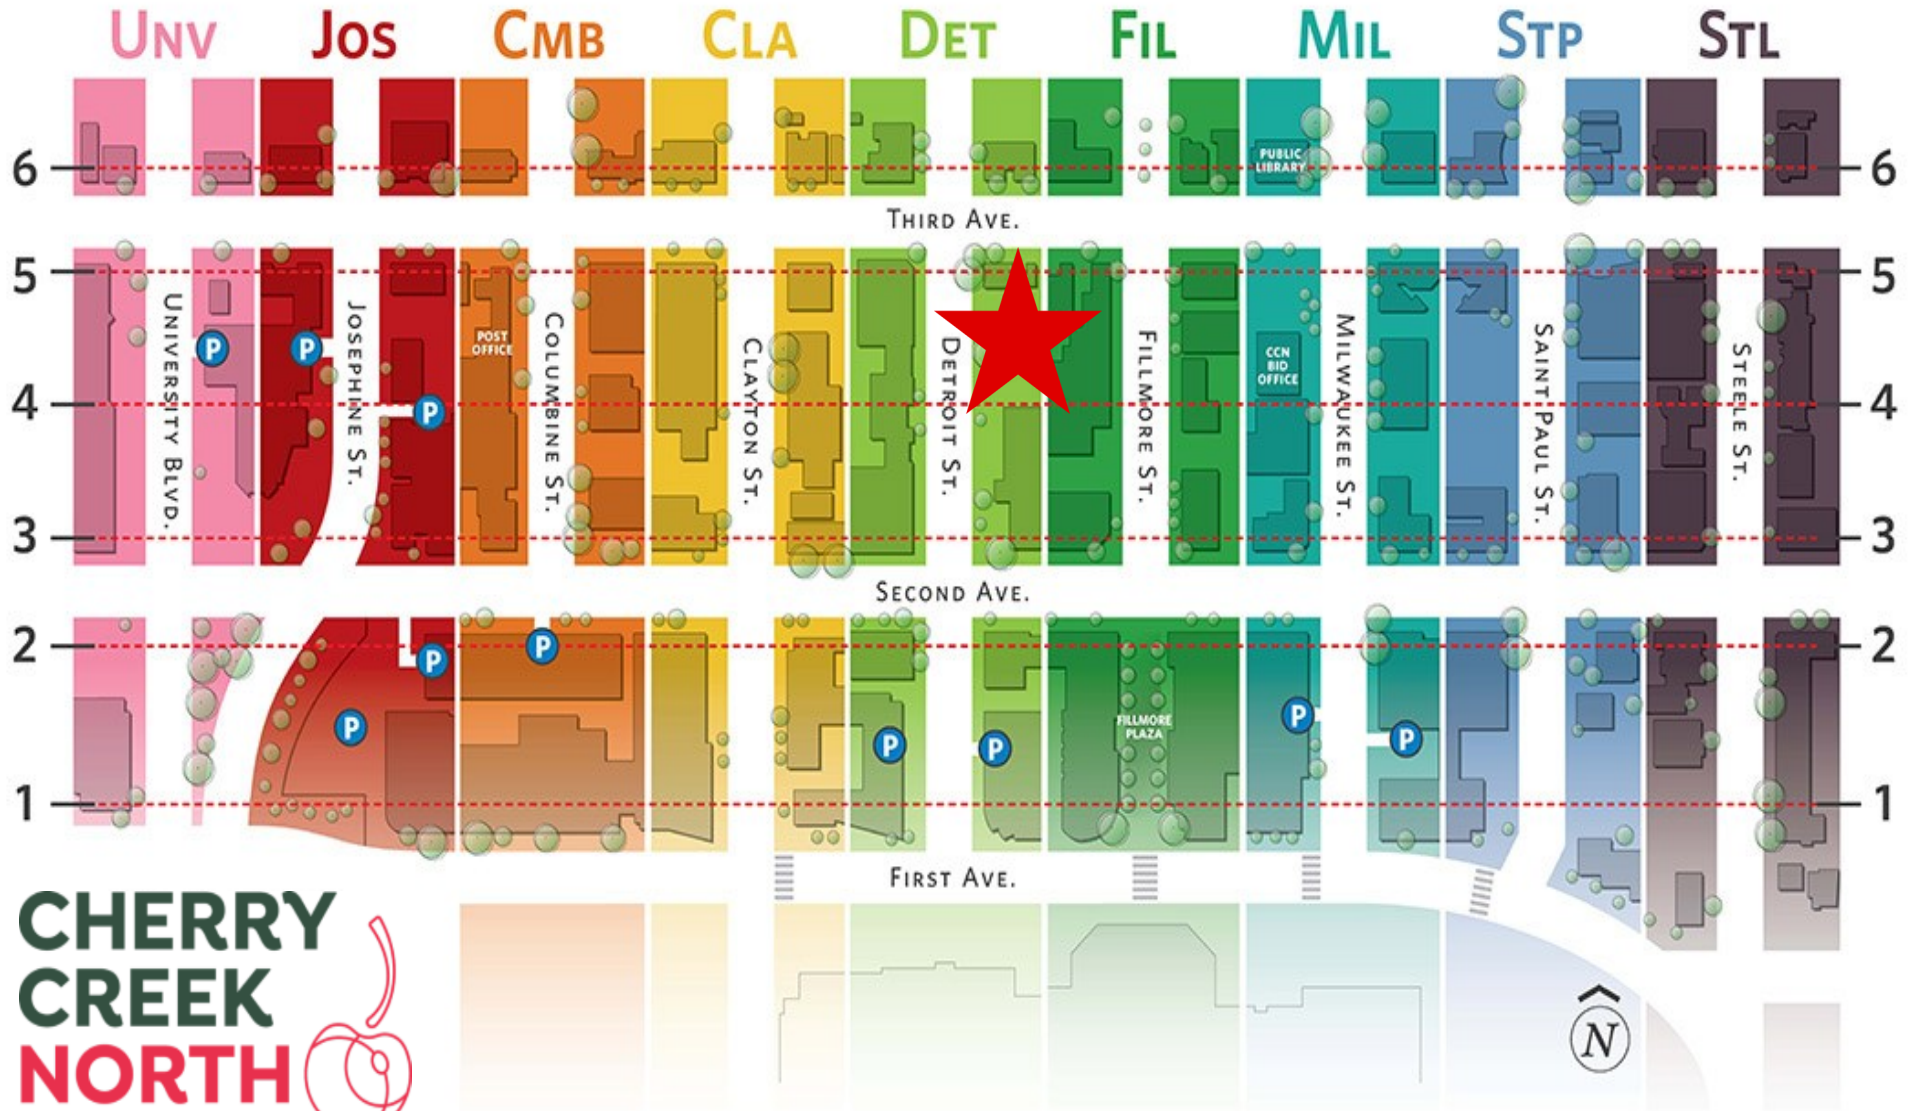 UNV JOS CMB CLA DET FIL MIL STP STL
PUBLIC
LIBRARY
6 6
THIRD AVE.
5 5
UNIVERSITY BLVD.
JOSEPHINE ST.
POST
OFFICE
COLUMBINE ST.
CLAYTON ST.
DETROIT ST.
FILLMORE ST.
CCN
BID
OFFICE
MILWAUKEE ST.
SAINT PAUL ST.
STEELE ST.
P P
P
4 4
3 3
SECOND AVE.
2 2
P P
P P P P P
FILLMORE
PLAZA
1 1
FIRST AVE.
CHERRY
CREEK
NORTH
N